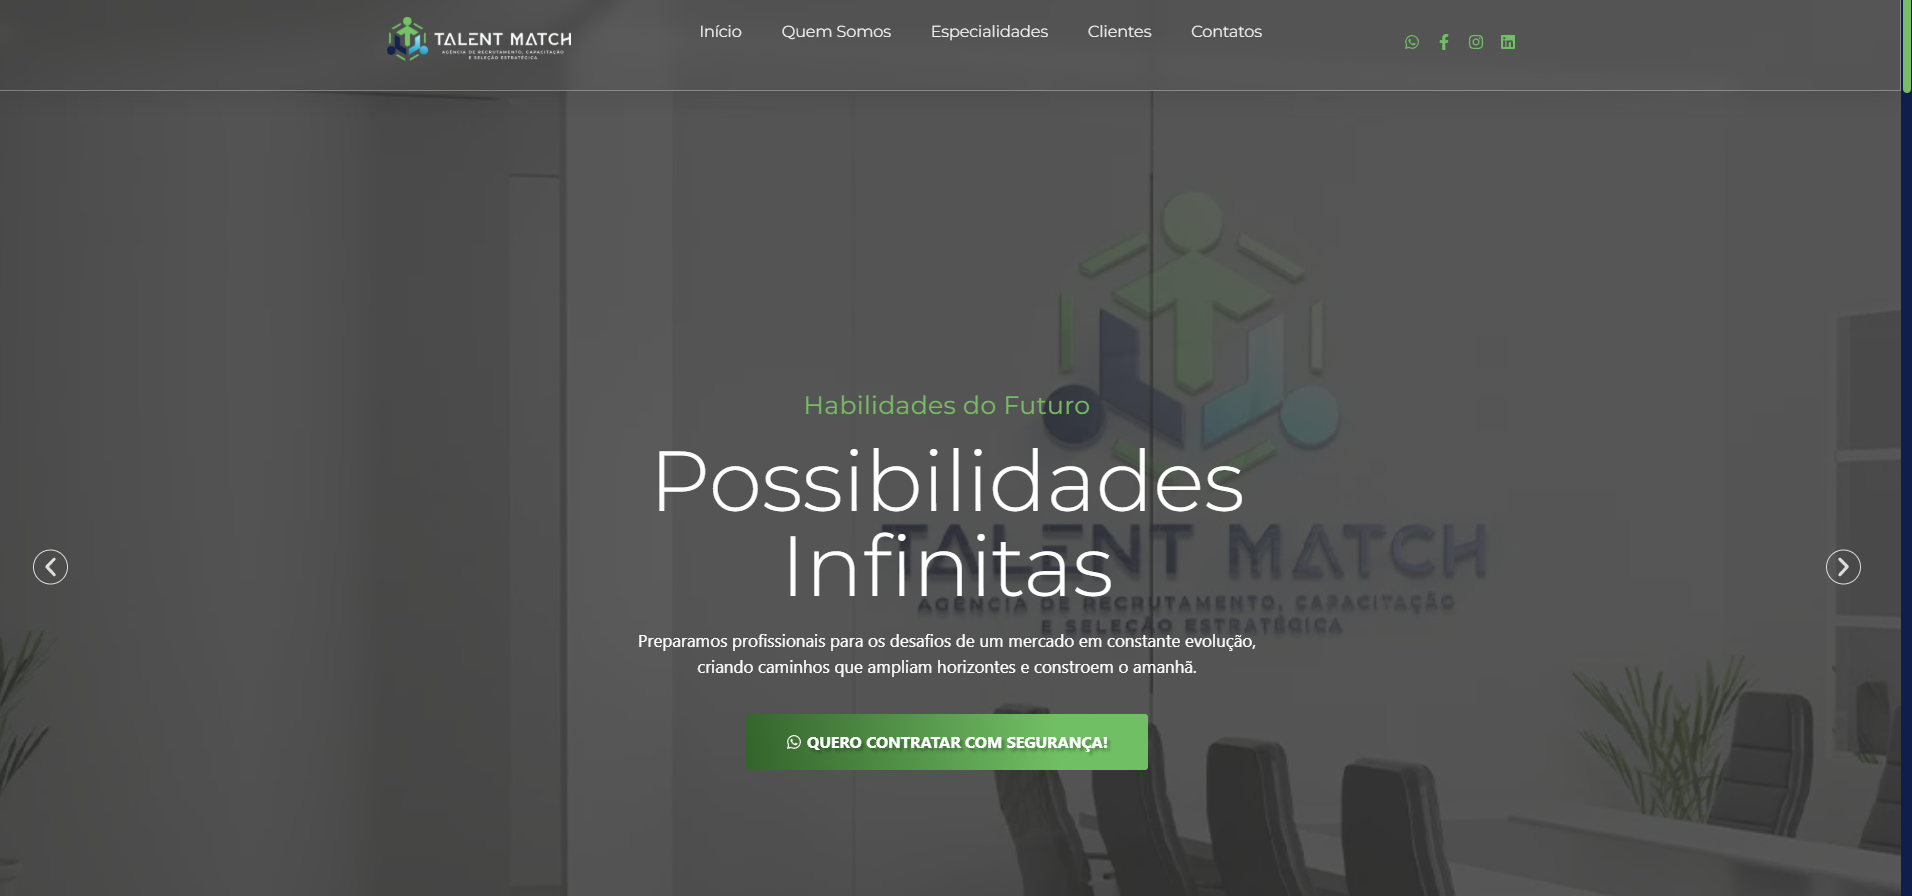 TALENT MATCH
AGÊNCIA DE RECRUTAMENTO, CAPACITAÇÃO
E SELEÇÃO ESTRATÉGICA
Início
Quem Somos
Especialidades
Clientes
Contatos
Habilidades do Futuro
Possibilidades
Infinitas
TALENT MATCH
AGÊNCIA DE RECRUTAMENTO, CAPACITAÇÃO
E SELEÇÃO ESTRATÉGICA
Preparamos profissionais para os desafios de um mercado em constante evolução,
criando caminhos que ampliam horizontes e constroem o amanhã.
QUERO CONTRATAR COM SEGURANÇA!